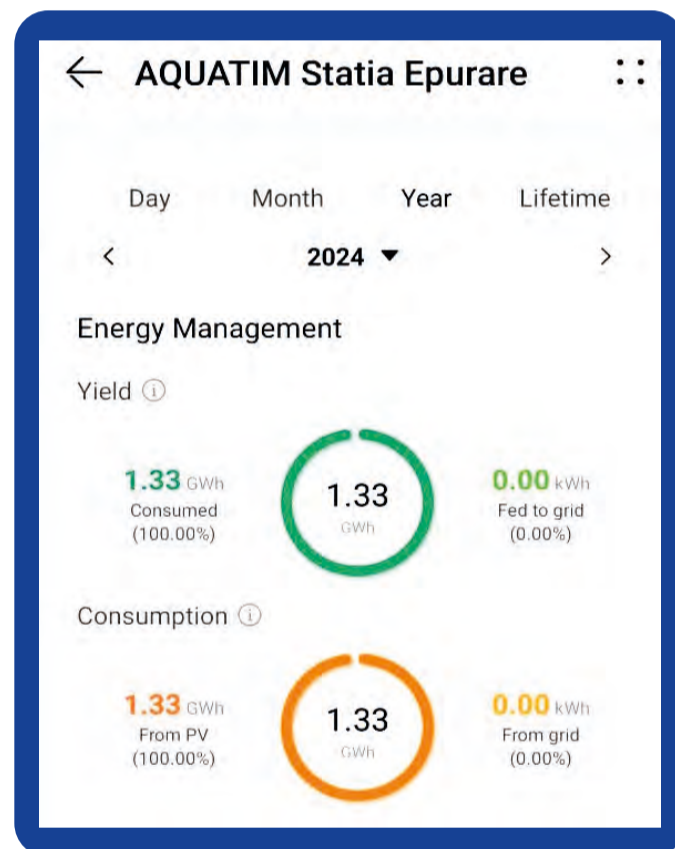 AQUATIM Statia Epurare
Day Month Year Lifetime
2024
Energy Management
Yield
1.33 GWh
Consumed
(100.00%)
1.33
GWh
0.00 kWh
Fed to grid
(0.00%)
Consumption
1.33 GWh
From PV
(100.00%)
1.33
GWh
0.00 kWh
From grid
(0.00%)